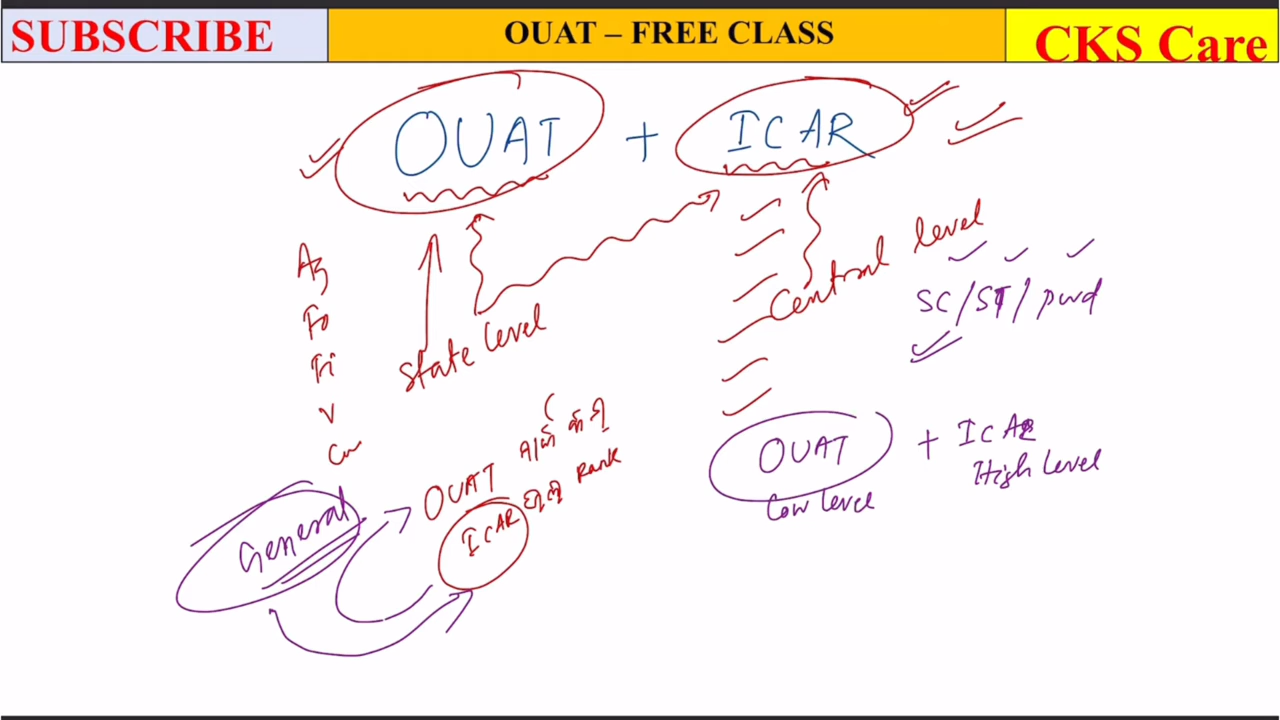 SUBSCRIBE
OUAT – FREE CLASS
CKS Care
OUAT + ICAR
Ag
Fo
Fi
V
State level
Central level
SC/ST/pwd
OUAT
ICAR
Rank
General
OUAT + ICAR
Low level
High level